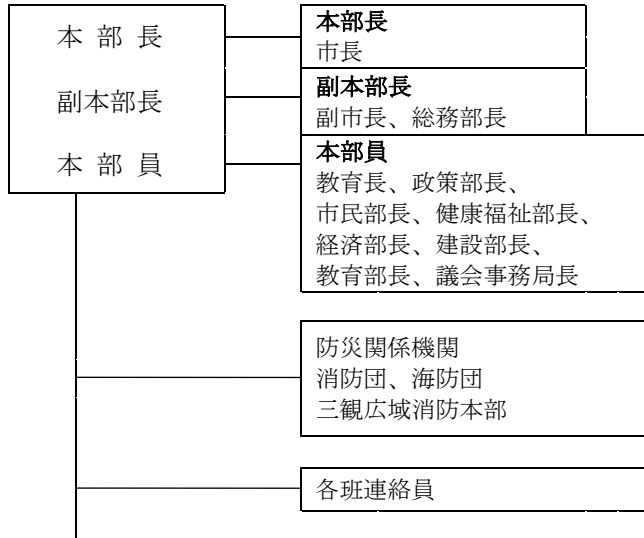 本 部 長
副本部長
本 部 員
本部長
市長
副本部長
副市長、総務部長
本部員
教育長、政策部長、
市民部長、健康福祉部長、
経済部長、建設部長、
教育部長、議会事務局長
防災関係機関
消防団、海防団
三観広域消防本部
各班連絡員